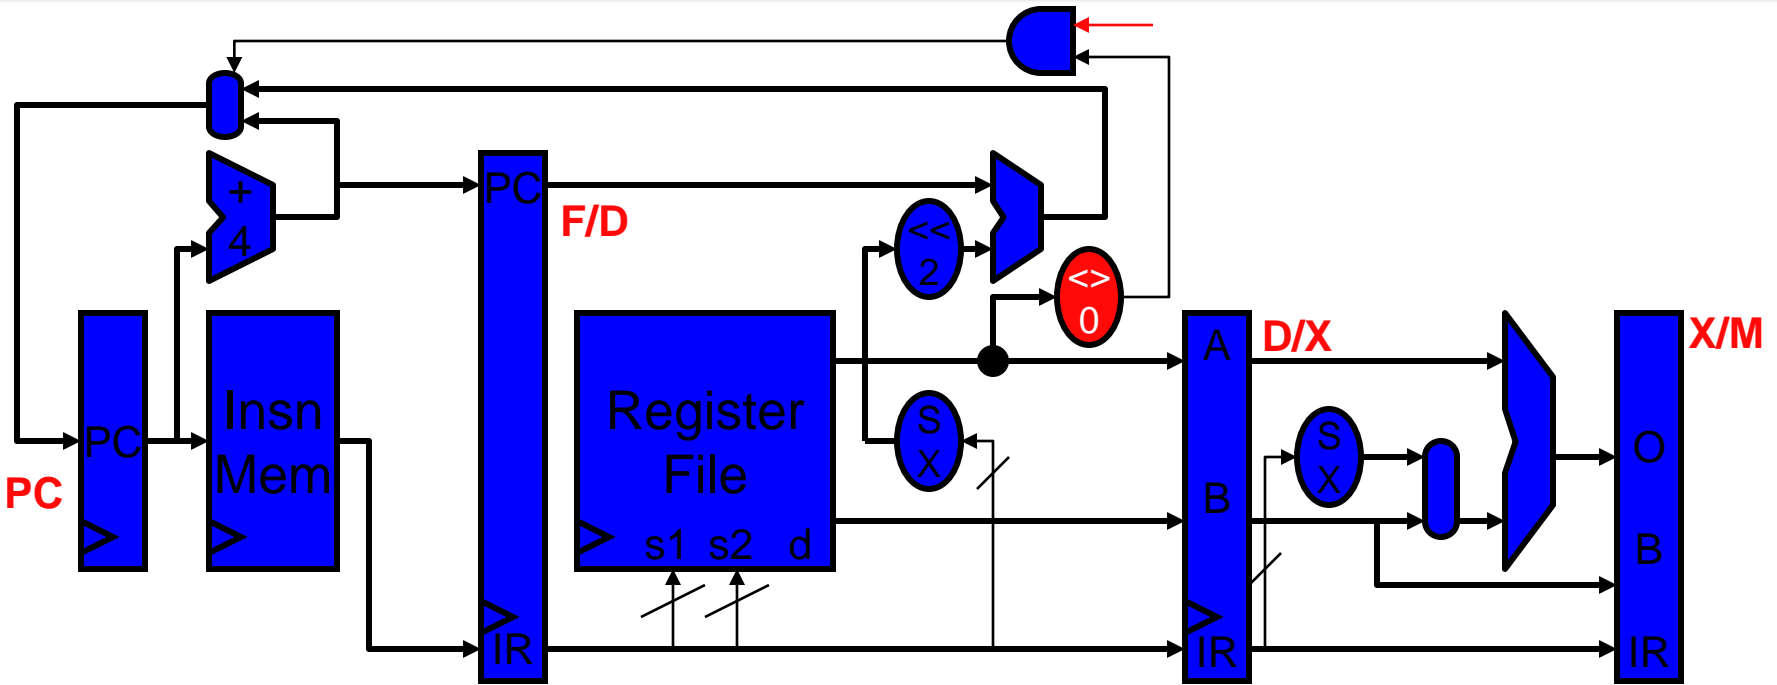 +
4
PC
F/D
<<
2
<>
0
PC
PC
Insn
Mem
Register
File
s1 s2 d
S
X
IR
A
B
IR
D/X
S
X
O
B
IR
X/M